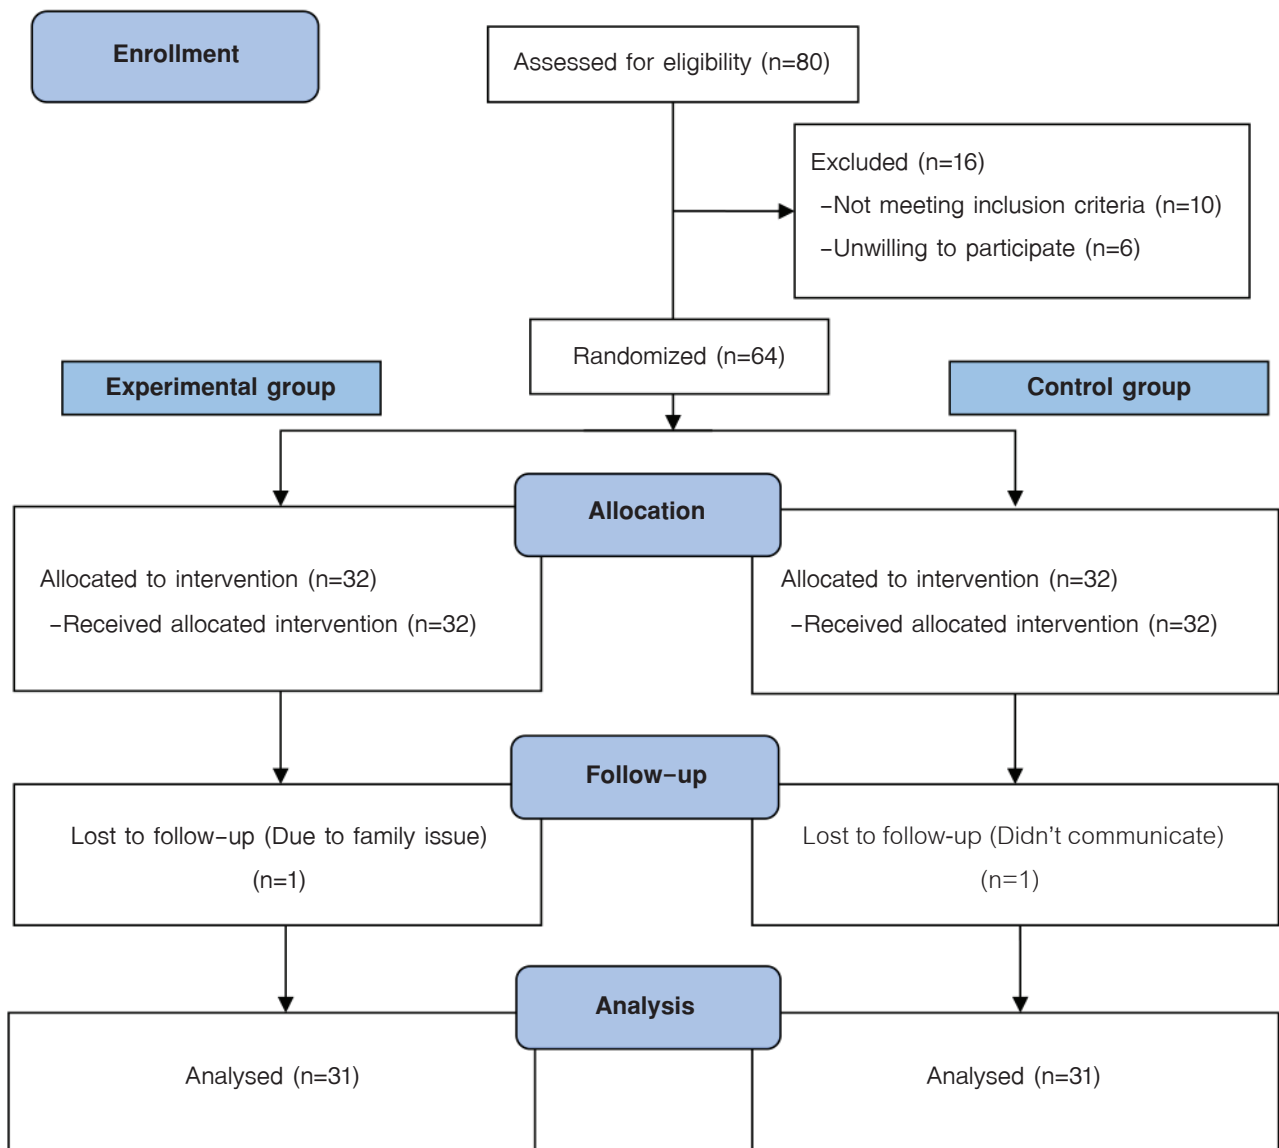 Enrollment
Assessed for eligibility (n=80)
Excluded (n=16)
–Not meeting inclusion criteria (n=10)
–Unwilling to participate (n=6)
Randomized (n=64)
Experimental group
Control group
Allocation
Allocated to intervention (n=32)
–Received allocated intervention (n=32)
Allocated to intervention (n=32)
–Received allocated intervention (n=32)
Follow–up
Lost to follow–up (Due to family issue)
(n=1)
Lost to follow-up (Didn’t communicate)
(n=1)
Analysis
Analysed (n=31)
Analysed (n=31)